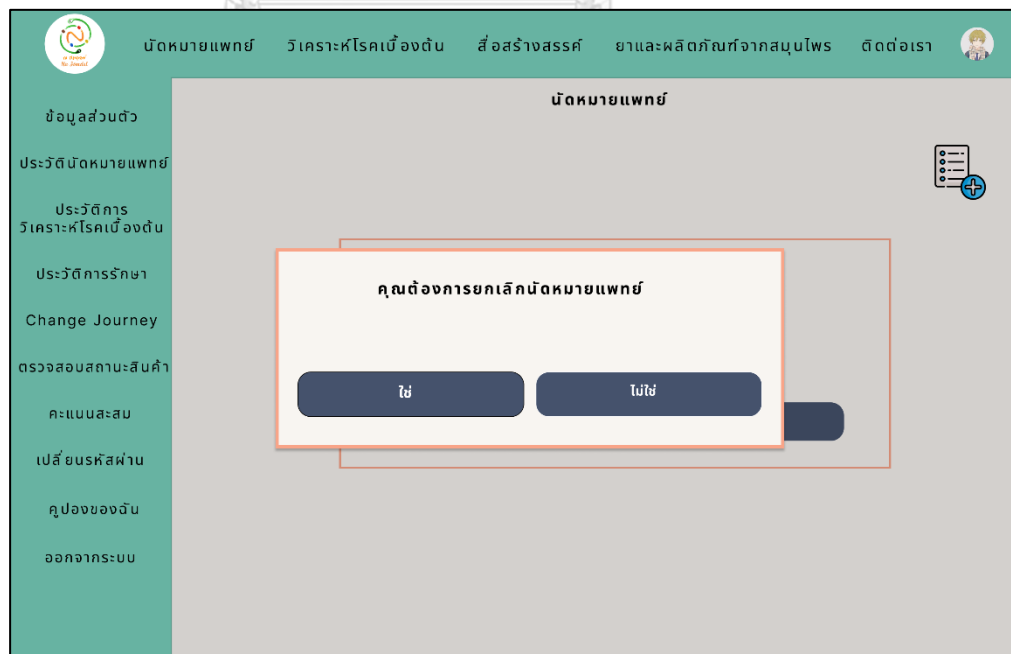 นัดหมายแพทย์ วิเคราะห์โรคเบื้องต้น สื่อสร้างสรรค์ ยาและผลิตภัณฑ์จากสมุนไพร ติดต่อเรา
นัดหมายแพทย์
ข้อมูลส่วนตัว
ประวัตินัดหมายแพทย์
ประวัติการ
วิเคราะห์โรคเบื้องต้น
ประวัติการรักษา
Change Journey
ตรวจสอบสถานะสินค้า
คะแนนสะสม
เปลี่ยนรหัสผ่าน
คูปองของฉัน
ออกจากระบบ
คุณต้องการยกเลิกนัดหมายแพทย์
ใช่ ไม่ใช่